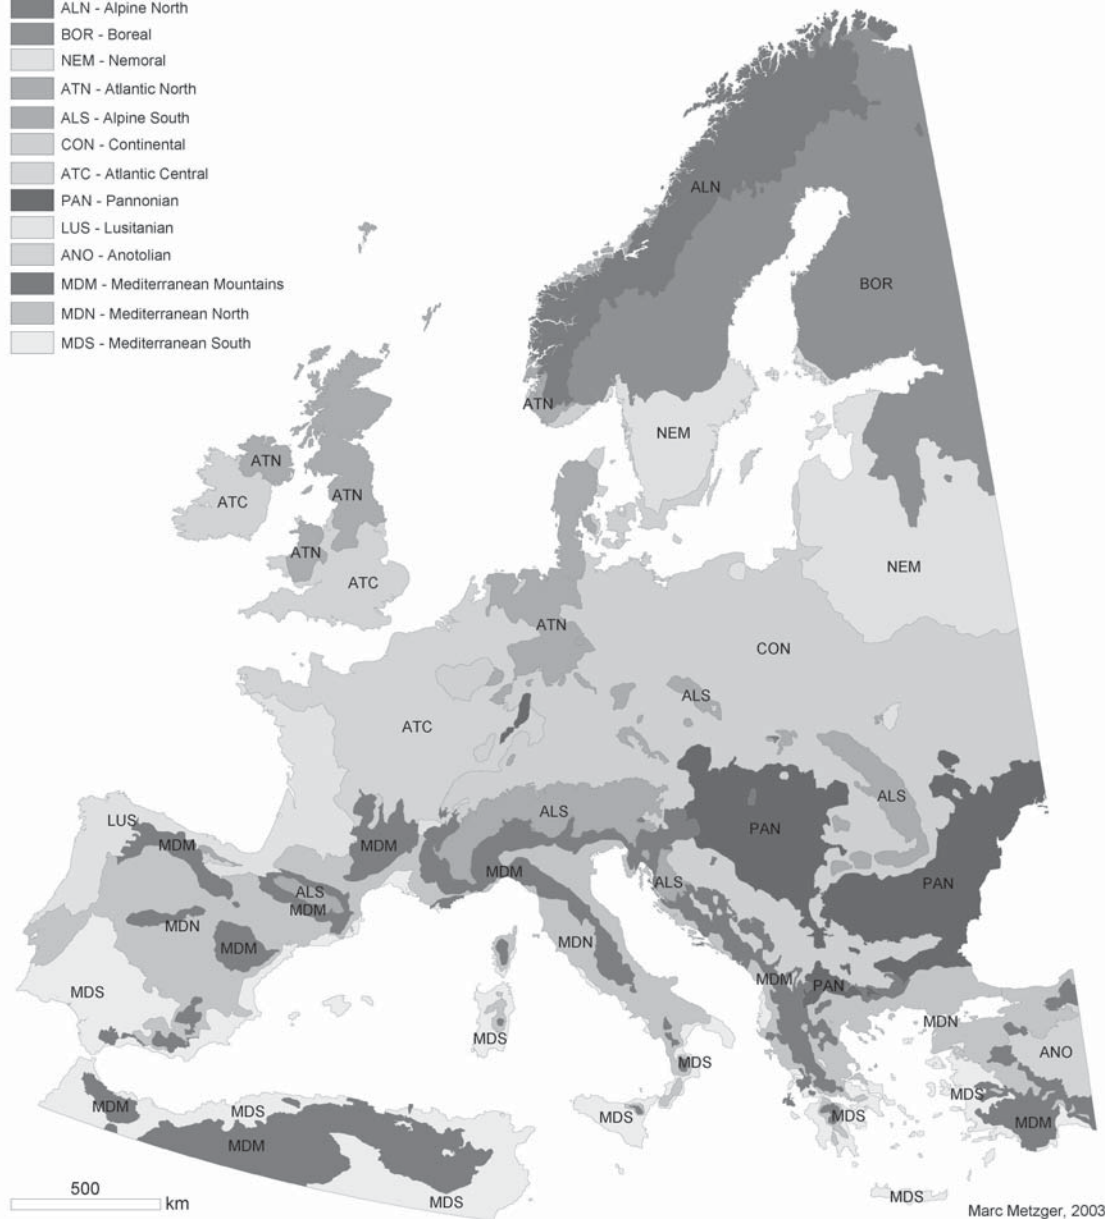 ALN - Alpine North
BOR - Boreal
NEM - Nemoral
ATN - Atlantic North
ALS - Alpine South
CON - Continental
ATC - Atlantic Central
PAN - Pannonian
LUS - Lusitanian
ANO - Anotolian
MDM - Mediterranean Mountains
MDN - Mediterranean North
MDS - Mediterranean South
ALN
BOR
ATN
NEM
ATN
ATC
ATN
ATN
NEM
ATC
ATN
CON
ALS
ATC
ALS
ALS
LUS
PAN
MDM
MDM
MDM
ALS
PAN
ALS
MDM
MDN
MDN
MDM
MDM
PAN
MDS
MDN
MDS
ANO
MDS
MDS
MDM
MDS
MDS
MDS
MDM
MDM
500
km
MDS
MDS
Marc Metzger, 2003